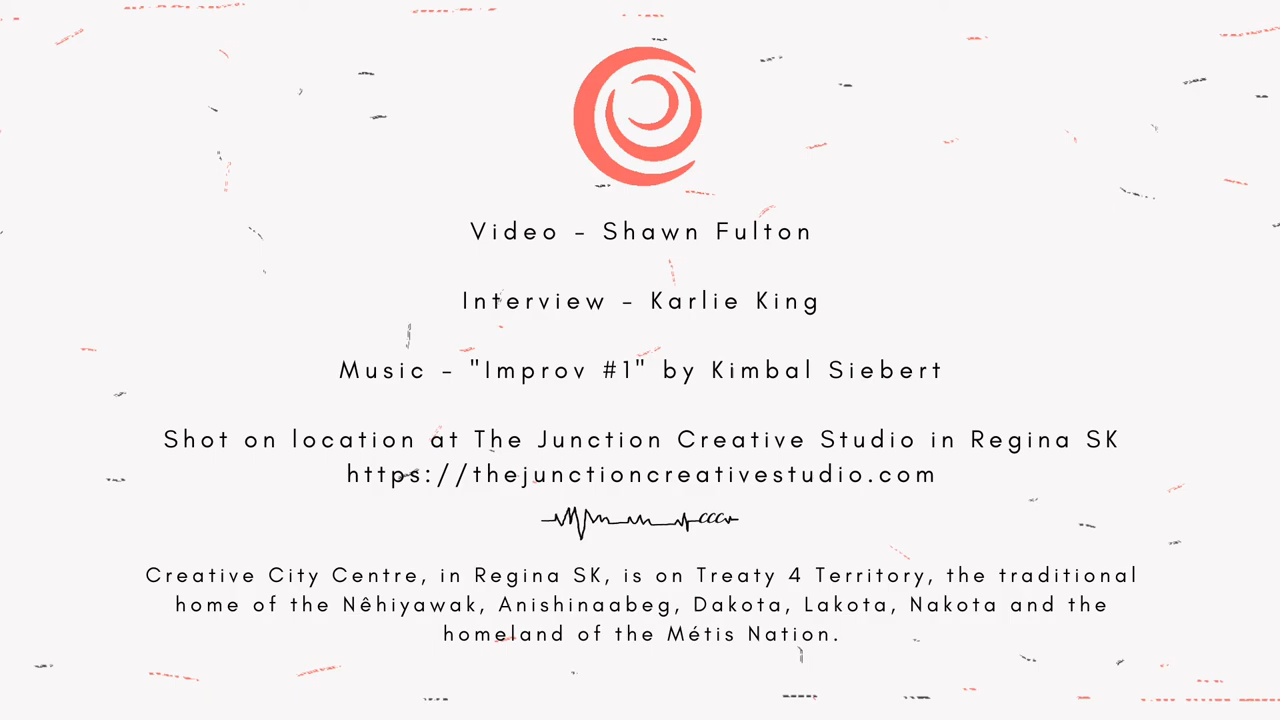 Video - Shawn Fulton
Interview - Karlie King
Music - "Improv #1" by Kimbal Siebert
Shot on location at The Junction Creative Studio in Regina SK
https://thejunctioncreativestudio.com
Creative City Centre, in Regina SK, is on Treaty 4 Territory, the traditional
home of the Nêhiyawak, Anishinaabeg, Dakota, Lakota, Nakota and the
homeland of the Métis Nation.